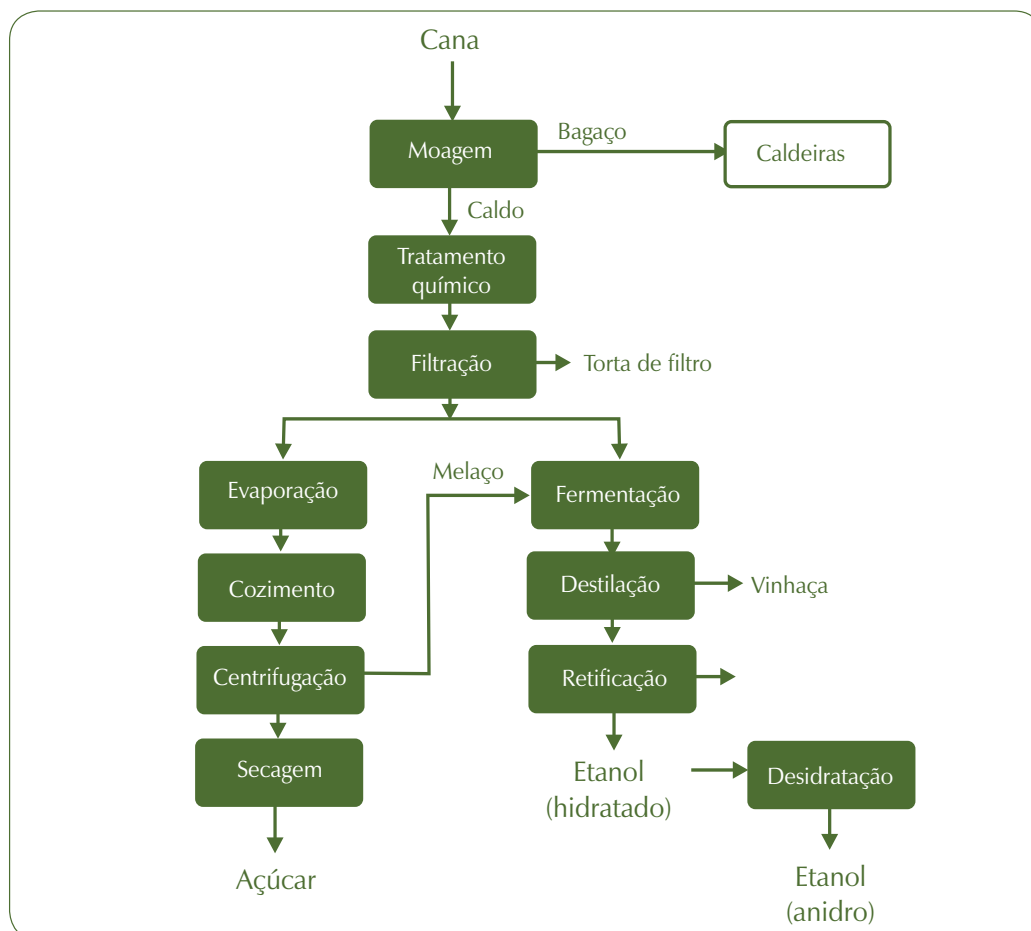 Cana
Moagem
Bagaço
Caldeiras
Caldo
Tratamento
químico
Filtração
Torta de filtro
Evaporação
Melaço
Fermentação
Cozimento
Destilação
Vinhaça
Centrifugação
Retificação
Secagem
Etanol
(hidratado)
Desidratação
Açúcar
Etanol
(anidro)